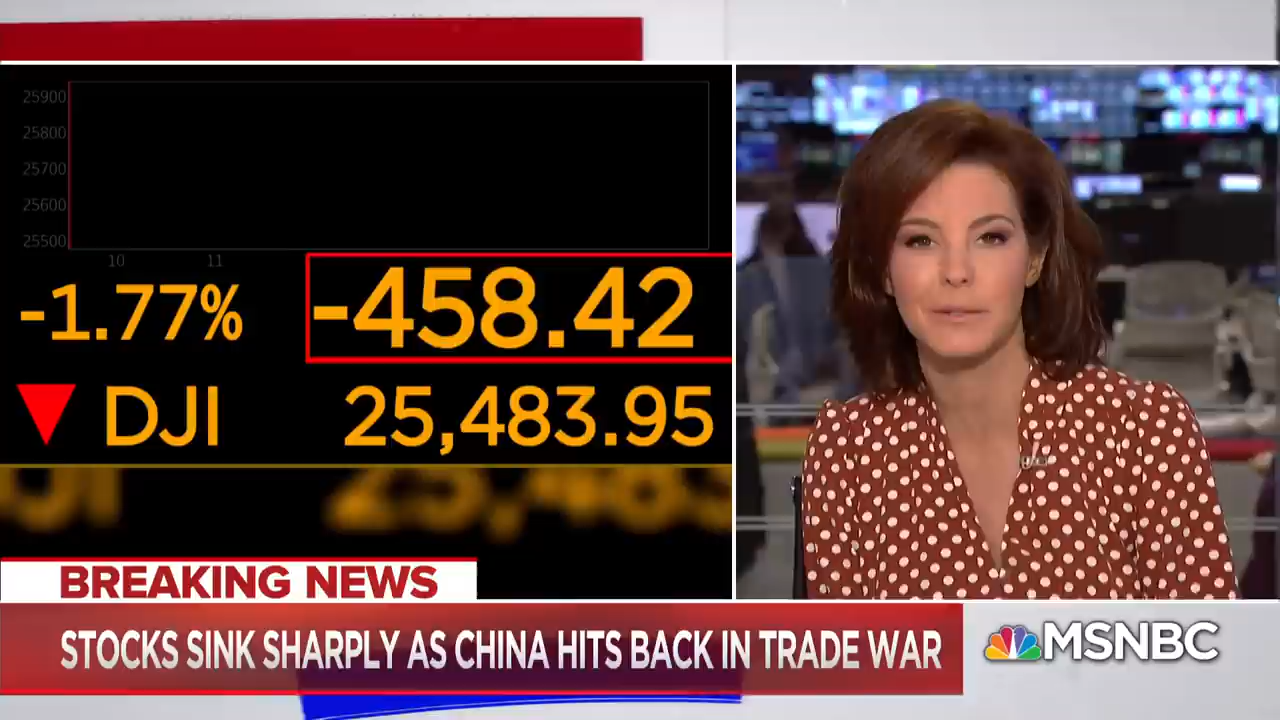 25900
25800
25700
25600
25500
10 11
-1.77% -458.42
DJI 25,483.95
BREAKING NEWS
STOCKS SINK SHARPLY AS CHINA HITS BACK IN TRADE WAR
MSNBC